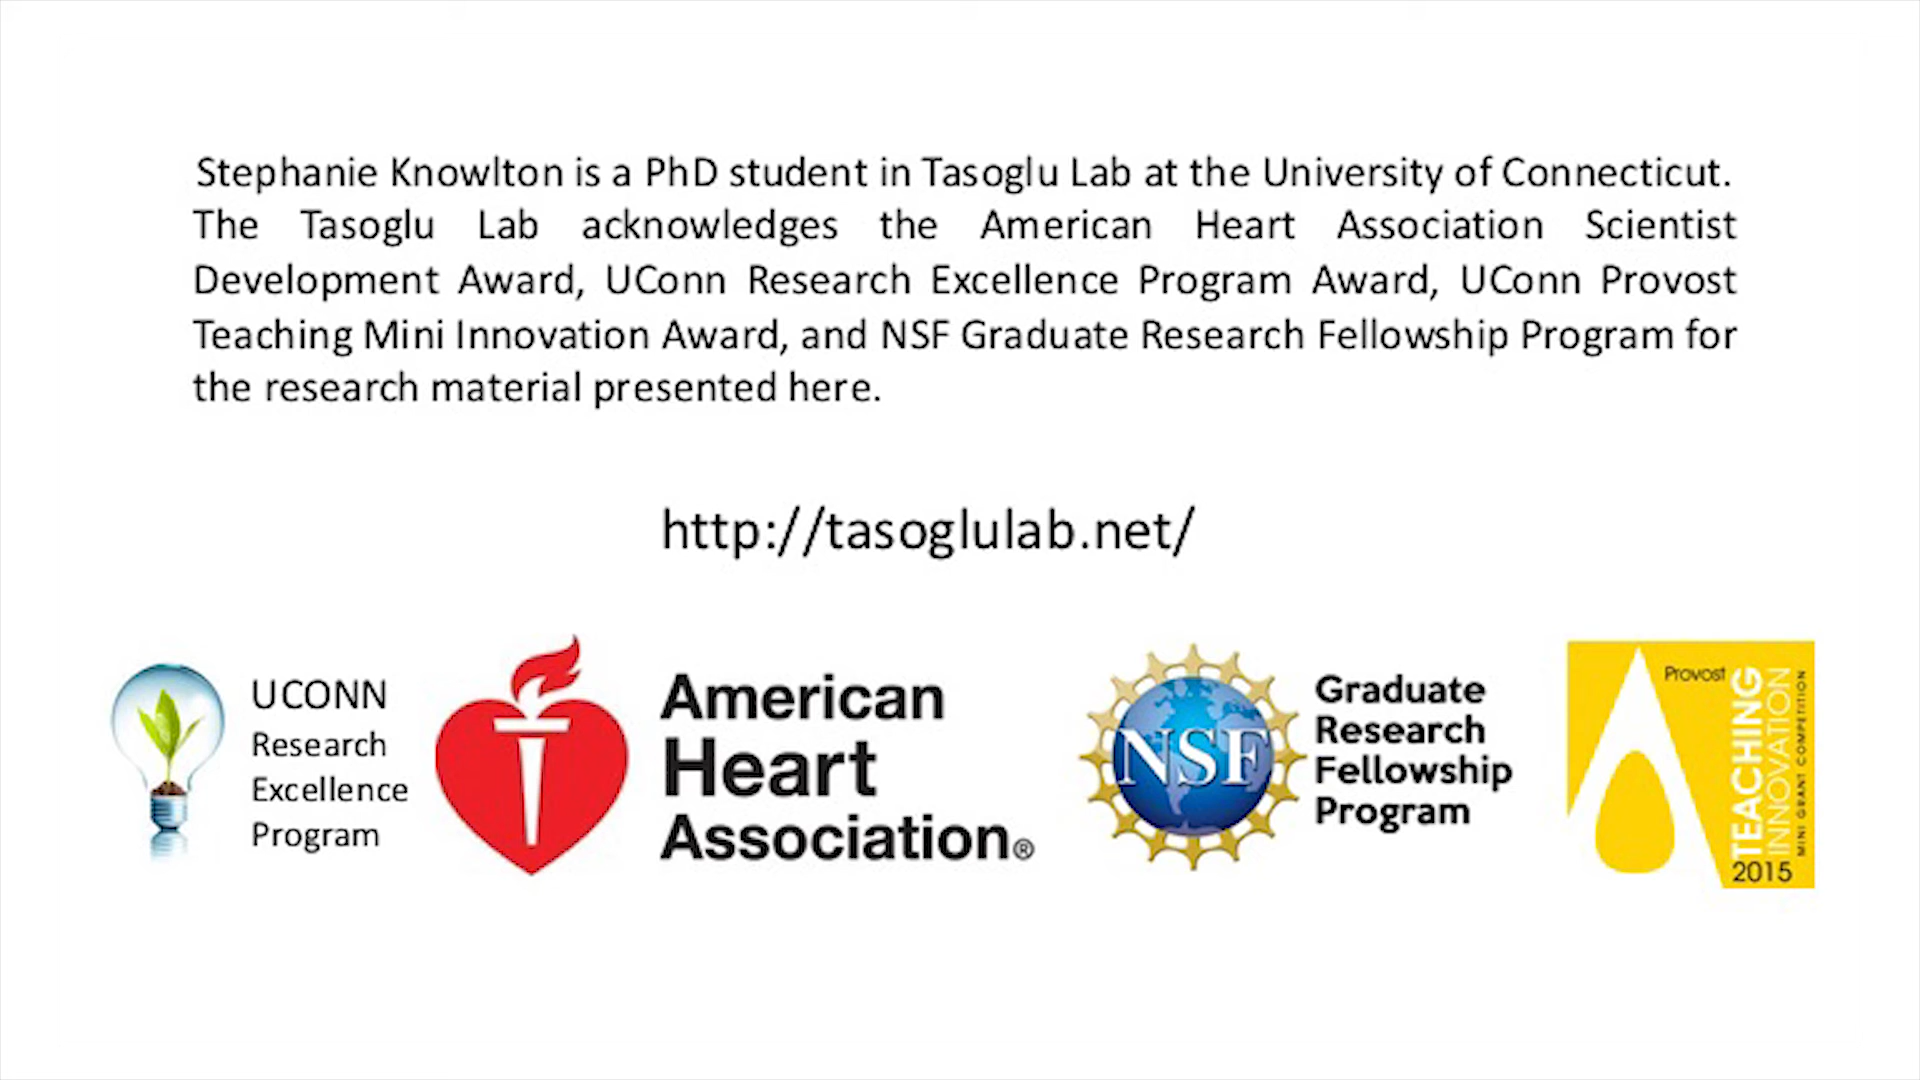 Stephanie Knowlton is a PhD student in Tasoglu Lab at the University of Connecticut.
The Tasoglu Lab acknowledges the American Heart Association Scientist
Development Award, UConn Research Excellence Program Award, UConn Provost
Teaching Mini Innovation Award, and NSF Graduate Research Fellowship Program for
the research material presented here.
http://tasoglulab.net/
UCONN
Research
Excellence
Program
American
Heart
Association®
NSF
Graduate
Research
Fellowship
Program
Provost
TEACHING
INNOVATION
MINI GRANT COMPETITION
2015